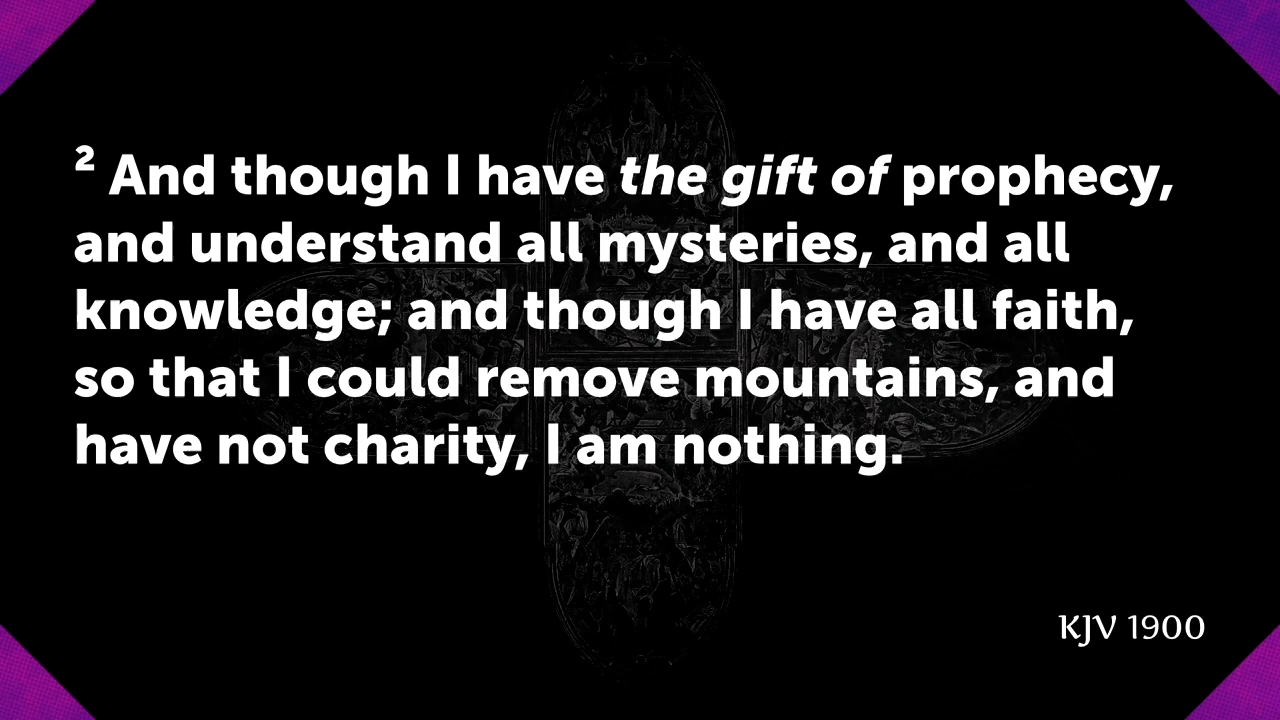 ² And though I have the gift of prophecy,
and understand all mysteries, and all
knowledge; and though I have all faith,
so that I could remove mountains, and
have not charity, I am nothing.
KJV 1900